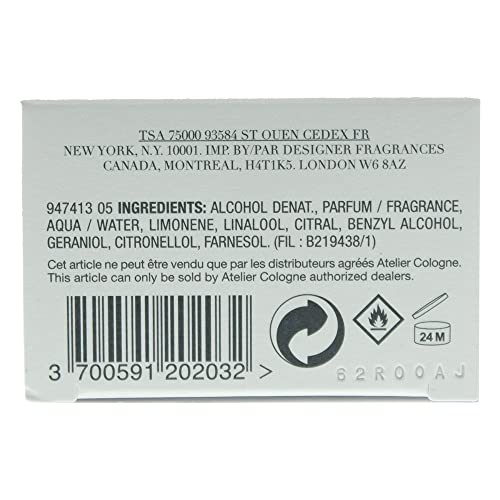 TSA 75000 93584 ST OUEN CEDEX FR
NEW YORK, N.Y. 10001. IMP. BY/PAR DESIGNER FRAGRANCES
CANADA, MONTREAL, H4T1K5. LONDON W6 8AZ
947413 05 INGREDIENTS: ALCOHOL DENAT., PARFUM / FRAGRANCE,
AQUA / WATER, LIMONENE, LINALOOL, CITRAL, BENZYL ALCOHOL,
GERANIOL, CITRONELLOL, FARNESOL. (FIL : B219438/1)
Cet article ne peut être vendu que par les distributeurs agréés Atelier Cologne.
This article can only be sold by Atelier Cologne authorized dealers.
24 M
3 700591 202032 >
62R00AJ